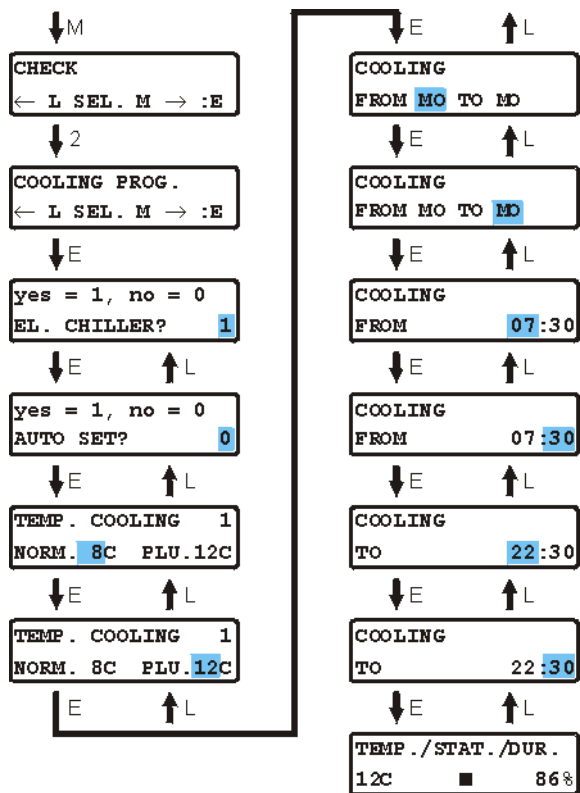 M
CHECK
← L SEL. M → :E
2
COOLING PROG.
← L SEL. M → :E
E
yes = 1, no = 0
EL. CHILLER? 1
E L
yes = 1, no = 0
AUTO SET? 0
E L
TEMP. COOLING 1
NORM. 8C PLU.12C
E L
TEMP. COOLING 1
NORM. 8C PLU.12C
E L
E L
COOLING
FROM MO TO MO
E L
COOLING
FROM MO TO MO
E L
COOLING
FROM 07:30
E L
COOLING
FROM 07:30
E L
COOLING
TO 22:30
E L
COOLING
TO 22:30
E L
TEMP./STAT./DUR.
12C ■ 86%